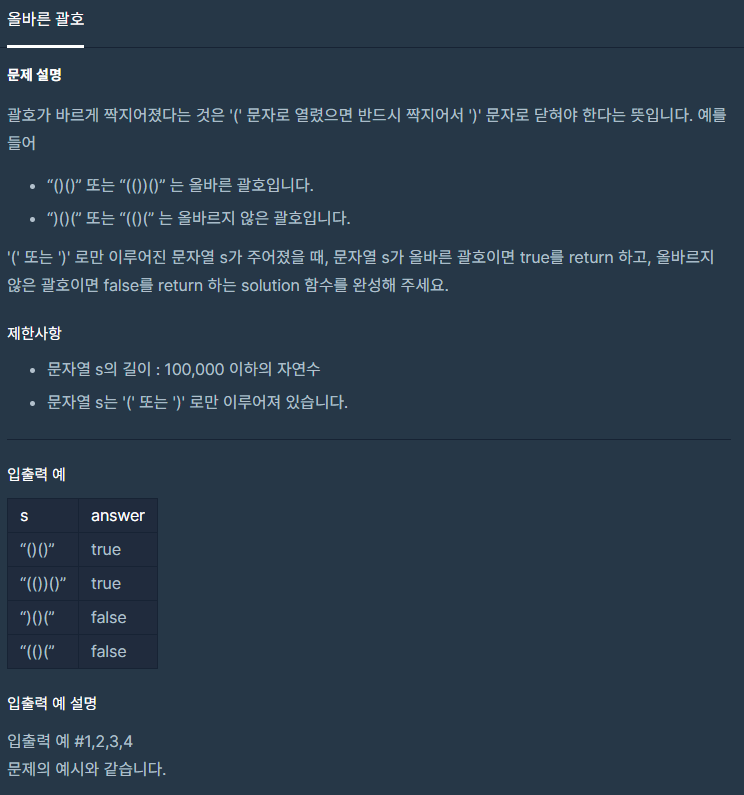 올바른 괄호
문제 설명
괄호가 바르게 짝지어졌다는 것은 '(' 문자로 열렸으면 반드시 짝지어서 ')' 문자로 닫혀야 한다는 뜻입니다. 예를
들어
• “()()” 또는 “(())()” 는 올바른 괄호입니다.
• “)()(” 또는 “(()(” 는 올바르지 않은 괄호입니다.
'(' 또는 ')' 로만 이루어진 문자열 s가 주어졌을 때, 문자열 s가 올바른 괄호이면 true를 return 하고, 올바르지
않은 괄호이면 false를 return 하는 solution 함수를 완성해 주세요.
제한사항
• 문자열 s의 길이 : 100,000 이하의 자연수
• 문자열 s는 '(' 또는 ')' 로만 이루어져 있습니다.
입출력 예
s answer
“()()” true
“(())()” true
“)()(” false
“(()(” false
입출력 예 설명
입출력 예 #1,2,3,4
문제의 예시와 같습니다.